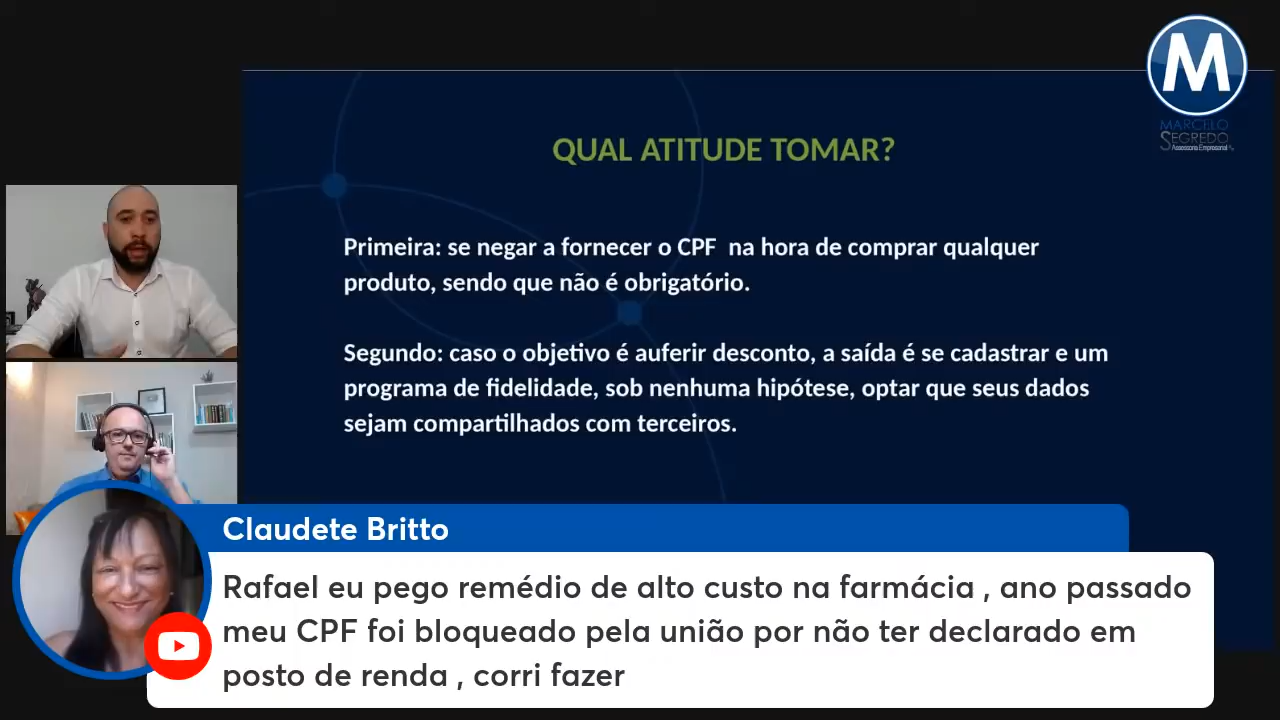 M
MARCELO
SEGREDO
Assessoria Empresarial
QUAL ATITUDE TOMAR?
Primeira: se negar a fornecer o CPF na hora de comprar qualquer
produto, sendo que não é obrigatório.
Segundo: caso o objetivo é auferir desconto, a saída é se cadastrar e um
programa de fidelidade, sob nenhuma hipótese, optar que seus dados
sejam compartilhados com terceiros.
Claudete Britto
Rafael eu pego remédio de alto custo na farmácia , ano passado
meu CPF foi bloqueado pela união por não ter declarado em
posto de renda , corri fazer